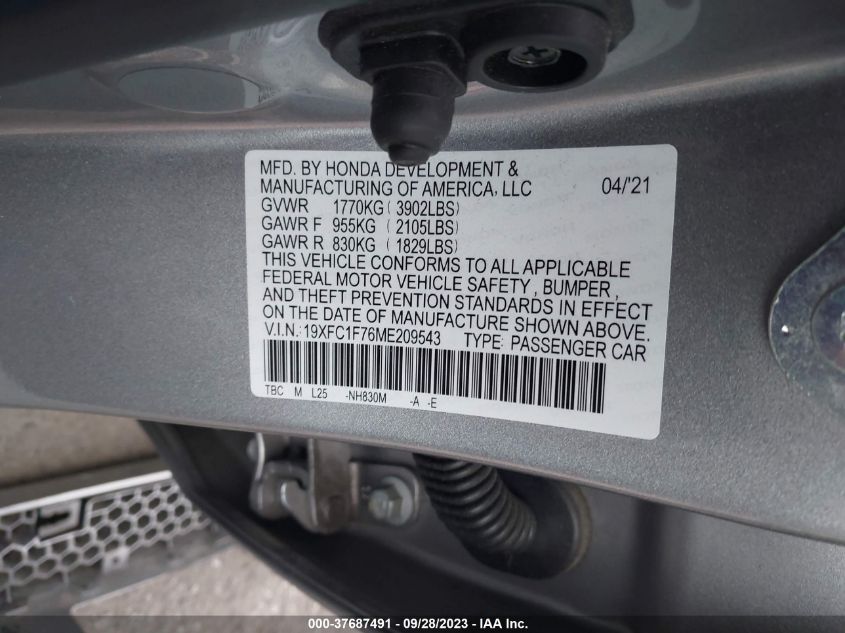 MFD. BY HONDA DEVELOPMENT &
MANUFACTURING OF AMERICA, LLC 04/'21
GVWR 1770KG ( 3902LBS)
GAWR F 955KG ( 2105LBS)
GAWR R 830KG ( 1829LBS)
THIS VEHICLE CONFORMS TO ALL APPLICABLE
FEDERAL MOTOR VEHICLE SAFETY, BUMPER,
AND THEFT PREVENTION STANDARDS IN EFFECT
ON THE DATE OF MANUFACTURE SHOWN ABOVE.
V.I.N.: 19XFC1F76ME209543 TYPE: PASSENGER CAR
TBC M L25 -NH830M -A -E
000-37687491 - 09/28/2023 - IAA Inc.